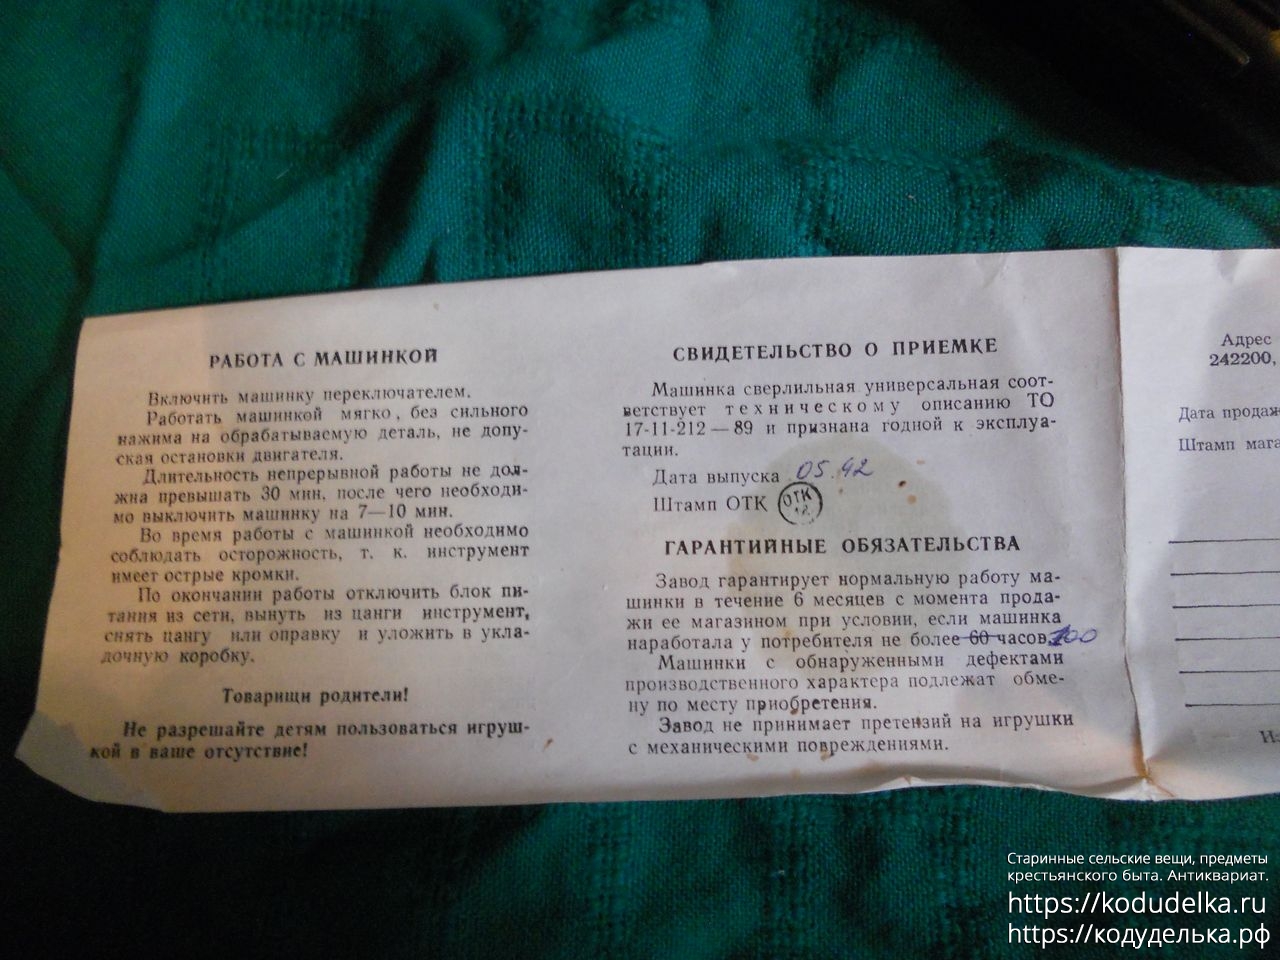 РАБОТА С МАШИНКОЙ
Включить машинку переключателем.
Работать машинкой мягко, без сильного
нажима на обрабатываемую деталь, не допу-
ская остановки двигателя.
Длительность непрерывной работы не дол-
жна превышать 30 мин, после чего необходи-
мо выключить машинку на 7—10 мин.
Во время работы с машинкой необходимо
соблюдать осторожность, т. к. инструмент
имеет острые кромки.
По окончании работы отключить блок пи-
тания из сети, вынуть из цанги инструмент,
снять цангу или оправку и уложить в укла-
дочную коробку.
Товарищи родители!
Не разрешайте детям пользоваться игруш-
кой в ваше отсутствие!
СВИДЕТЕЛЬСТВО О ПРИЕМКЕ
Машинка сверлильная универсальная соот-
ветствует техническому описанию ТО
17-11-212—89 и признана годной к эксплуа-
тации.
Дата выпуска 05.92
Штамп ОТК ОТК
ГАРАНТИЙНЫЕ ОБЯЗАТЕЛЬСТВА
Завод гарантирует нормальную работу ма-
шинки в течение 6 месяцев с момента прода-
жи ее магазином при условии, если машинка
наработала у потребителя не более 60 часов. 100
Машинки с обнаруженными дефектами
производственного характера подлежат обме-
ну по месту приобретения.
Завод не принимает претензий на игрушки
с механическими повреждениями.
Адрес
242200,
Дата продаж
Штамп мага
Старинные сельские вещи, предметы
крестьянского быта. Антиквариат.
https://kodudelka.ru
https://кодуделька.рф